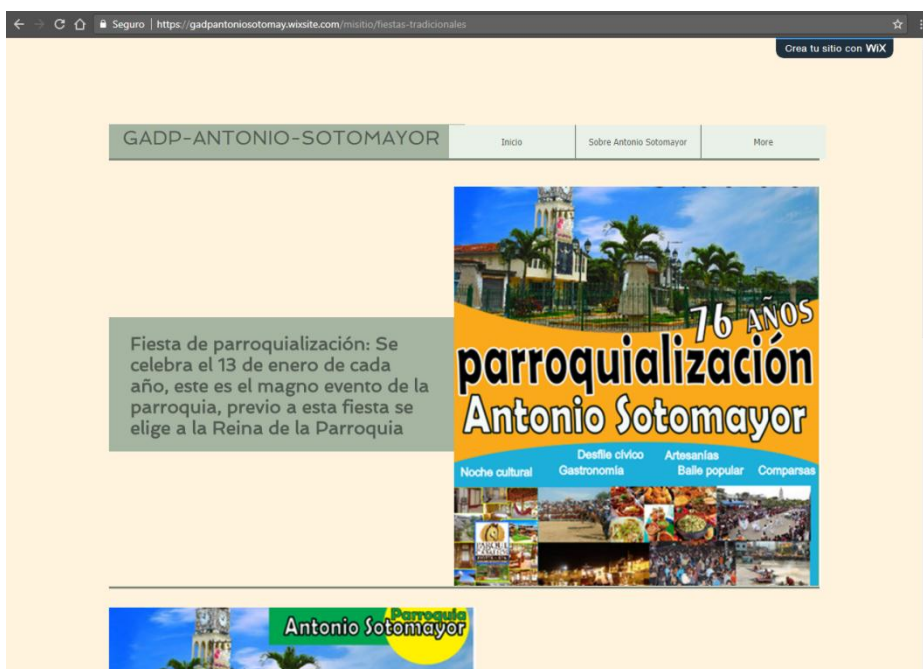 Seguro | https://gadpantoniosotomay.wixsite.com/misitio/fiestas-tradicionales
Crea tu sitio con WiX
GADP-ANTONIO-SOTOMAYOR
Inicio
Sobre Antonio Sotomayor
More
Fiesta de parroquialización: Se
celebra el 13 de enero de cada
año, este es el magno evento de la
parroquia, previo a esta fiesta se
elige a la Reina de la Parroquia
76 AÑOS
parroquialización
Antonio Sotomayor
Desfile cívico Artesanías
Noche cultural Gastronomía Baile popular Comparsas
Parroquia
Antonio Sotomayor